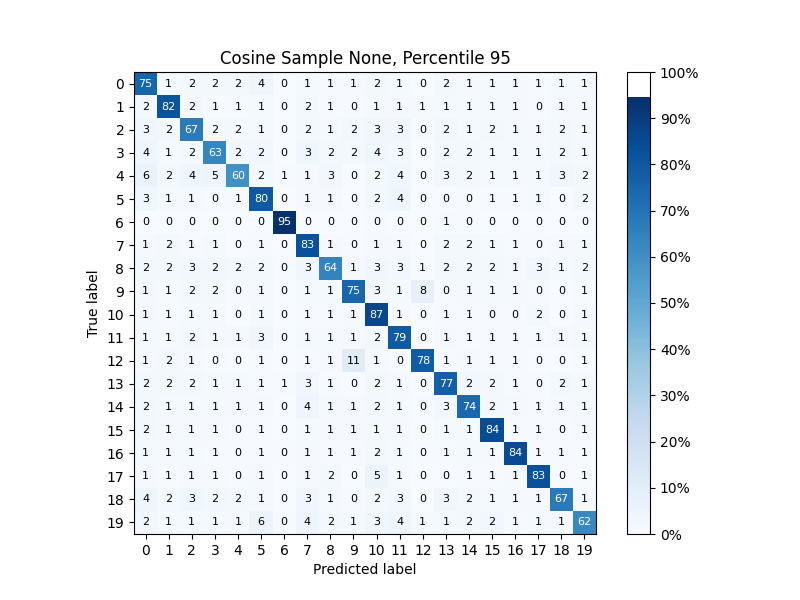 Cosine Sample None, Percentile 95
0 75 1 2 2 2 4 0 1 1 1 2 1 0 2 1 1 1 1 1 1
1 2 82 2 1 1 1 0 2 1 0 1 1 1 1 1 1 1 0 1 1
2 3 2 67 2 2 1 0 2 1 2 3 3 0 2 1 2 1 1 2 1
3 4 1 2 63 2 2 0 3 2 2 4 3 0 2 2 1 1 1 2 1
4 6 2 4 5 60 2 1 1 3 0 2 4 0 3 2 1 1 1 3 2
5 3 1 1 0 1 80 0 1 1 0 2 4 0 0 0 1 1 1 0 2
6 0 0 0 0 0 0 95 0 0 0 0 0 0 1 0 0 0 0 0 0
7 1 2 1 1 0 1 0 83 1 0 1 1 0 2 2 1 1 0 1 1
8 2 2 3 2 2 2 0 3 64 1 3 3 1 2 2 2 1 3 1 2
9 1 1 2 2 0 1 0 1 1 75 3 1 8 0 1 1 1 0 0 1
10 1 1 1 1 0 1 0 1 1 1 87 1 0 1 1 0 0 2 0 1
11 1 1 2 1 1 3 0 1 1 1 2 79 0 1 1 1 1 1 1 1
12 1 2 1 0 0 1 0 1 1 11 1 0 78 1 1 1 1 0 0 1
13 2 2 2 1 1 1 1 3 1 0 2 1 0 77 2 2 1 0 2 1
14 2 1 1 1 1 1 0 4 1 1 2 1 0 3 74 2 1 1 1 1
15 2 1 1 1 0 1 0 1 1 1 1 1 0 1 1 84 1 1 0 1
16 1 1 1 1 0 1 0 1 1 1 2 1 0 1 1 1 84 1 1 1
17 1 1 1 1 0 1 0 1 2 0 5 1 0 0 1 1 1 83 0 1
18 4 2 3 2 2 1 0 3 1 0 2 3 0 3 2 1 1 1 67 1
19 2 1 1 1 1 6 0 4 2 1 3 4 1 1 2 2 1 1 1 62
0 1 2 3 4 5 6 7 8 9 10 11 12 13 14 15 16 17 18 19
Predicted label
True label
100%
90%
80%
70%
60%
50%
40%
30%
20%
10%
0%